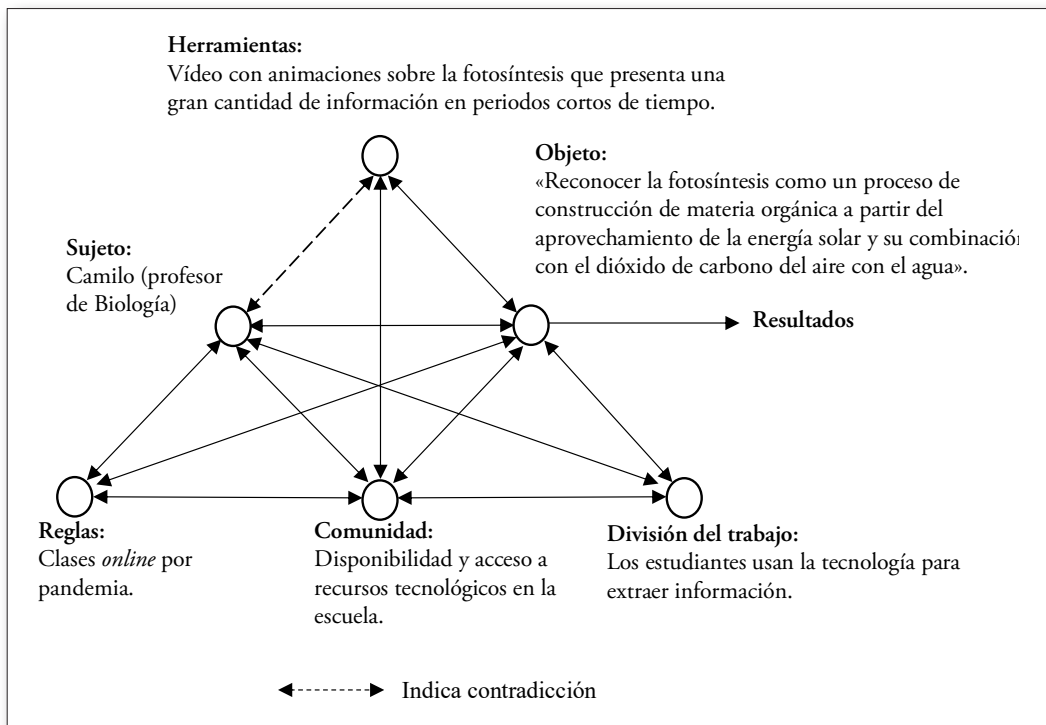 Herramientas:
Vídeo con animaciones sobre la fotosíntesis que presenta una
gran cantidad de información en periodos cortos de tiempo.
Objeto:
«Reconocer la fotosíntesis como un proceso de
construcción de materia orgánica a partir del
aprovechamiento de la energía solar y su
con el dióxido de carbono del aire con el agua».
Sujeto:
Camilo (profesor
de Biología)
Resultados
Reglas:
Clases online por
pandemia.
Comunidad:
Disponibilidad y acceso a
recursos tecnológicos en la
escuela.
División del trabajo:
Los estudiantes usan la tecnología para
extraer información.
Indica contradicción